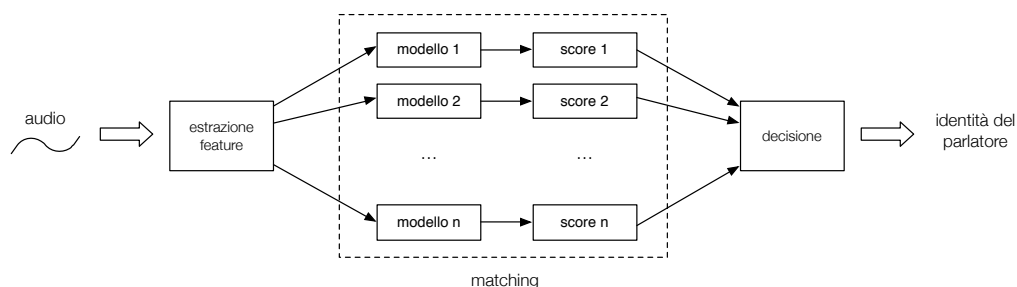 audio
estrazione
feature
modello 1
score 1
modello 2
score 2
...
...
modello n
score n
matching
decisione
identità del
parlatore